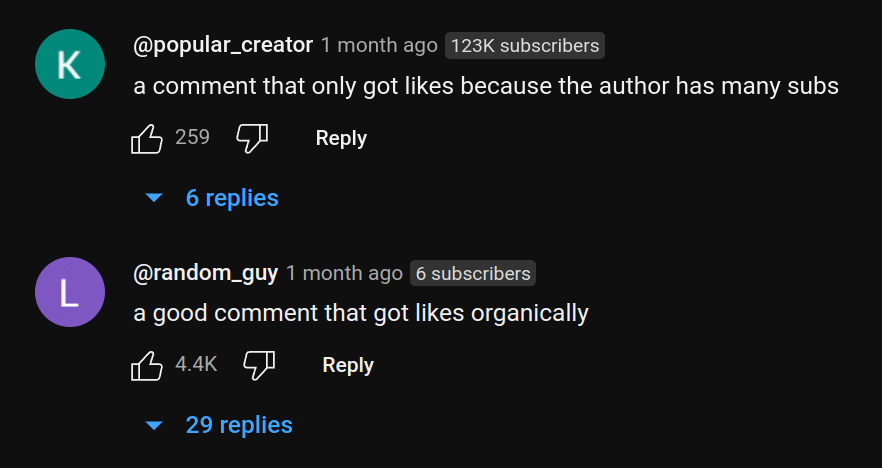 K
@popular_creator 1 month ago 123K subscribers
a comment that only got likes because the author has many subs
259 Reply
6 replies
L
@random_guy 1 month ago 6 subscribers
a good comment that got likes organically
4.4K Reply
29 replies